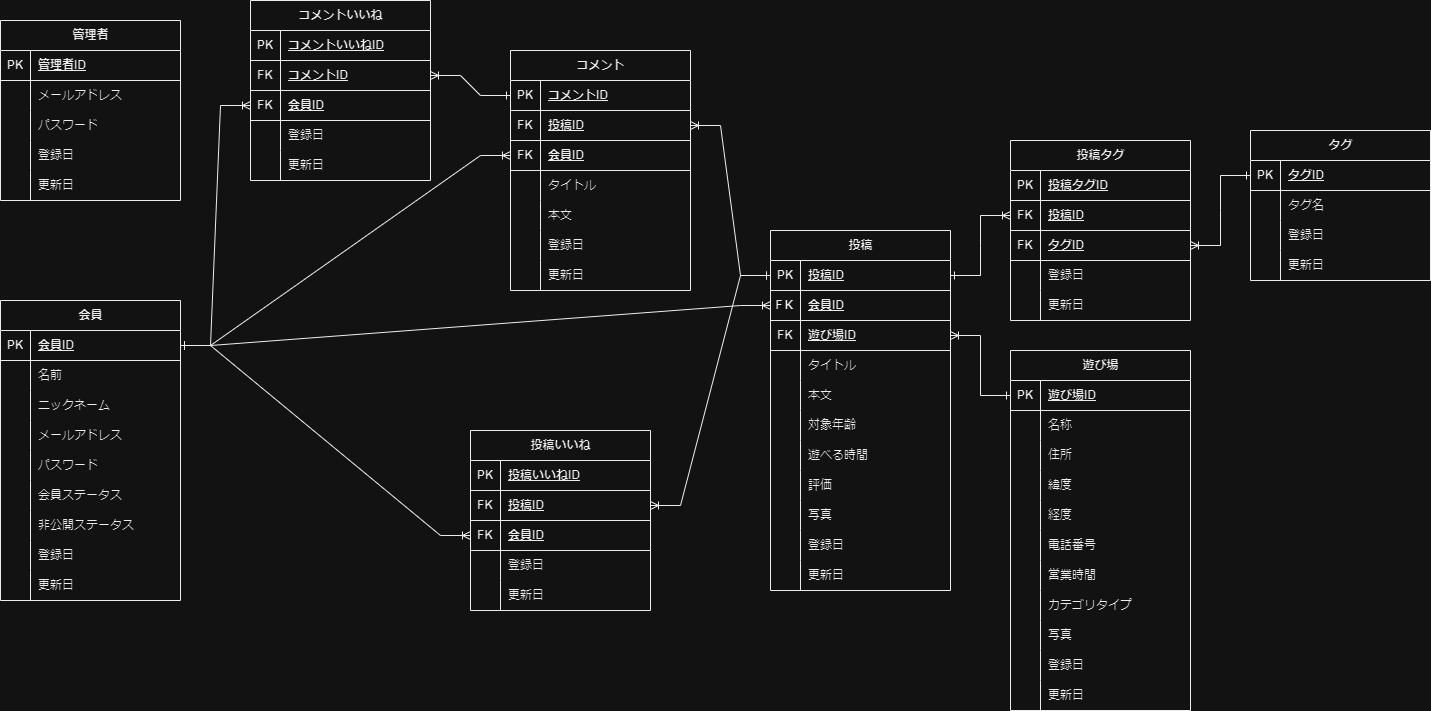 管理者
PK 管理者ID
メールアドレス
パスワード
登録日
更新日
コメントいいね
PK コメントいいねID
FK コメントID
FK 会員ID
登録日
更新日
コメント
PK コメントID
FK 投稿ID
FK 会員ID
タイトル
本文
登録日
更新日
投稿タグ
PK 投稿タグID
FK 投稿ID
FK タグID
登録日
更新日
タグ
PK タグID
タグ名
登録日
更新日
会員
PK 会員ID
名前
ニックネーム
メールアドレス
パスワード
会員ステータス
非公開ステータス
登録日
更新日
投稿いいね
PK 投稿いいねID
FK 投稿ID
FK 会員ID
登録日
更新日
投稿
PK 投稿ID
FK 会員ID
FK 遊び場ID
タイトル
本文
対象年齢
遊べる時間
評価
写真
登録日
更新日
遊び場
PK 遊び場ID
名称
住所
緯度
経度
電話番号
営業時間
カテゴリタイプ
写真
登録日
更新日